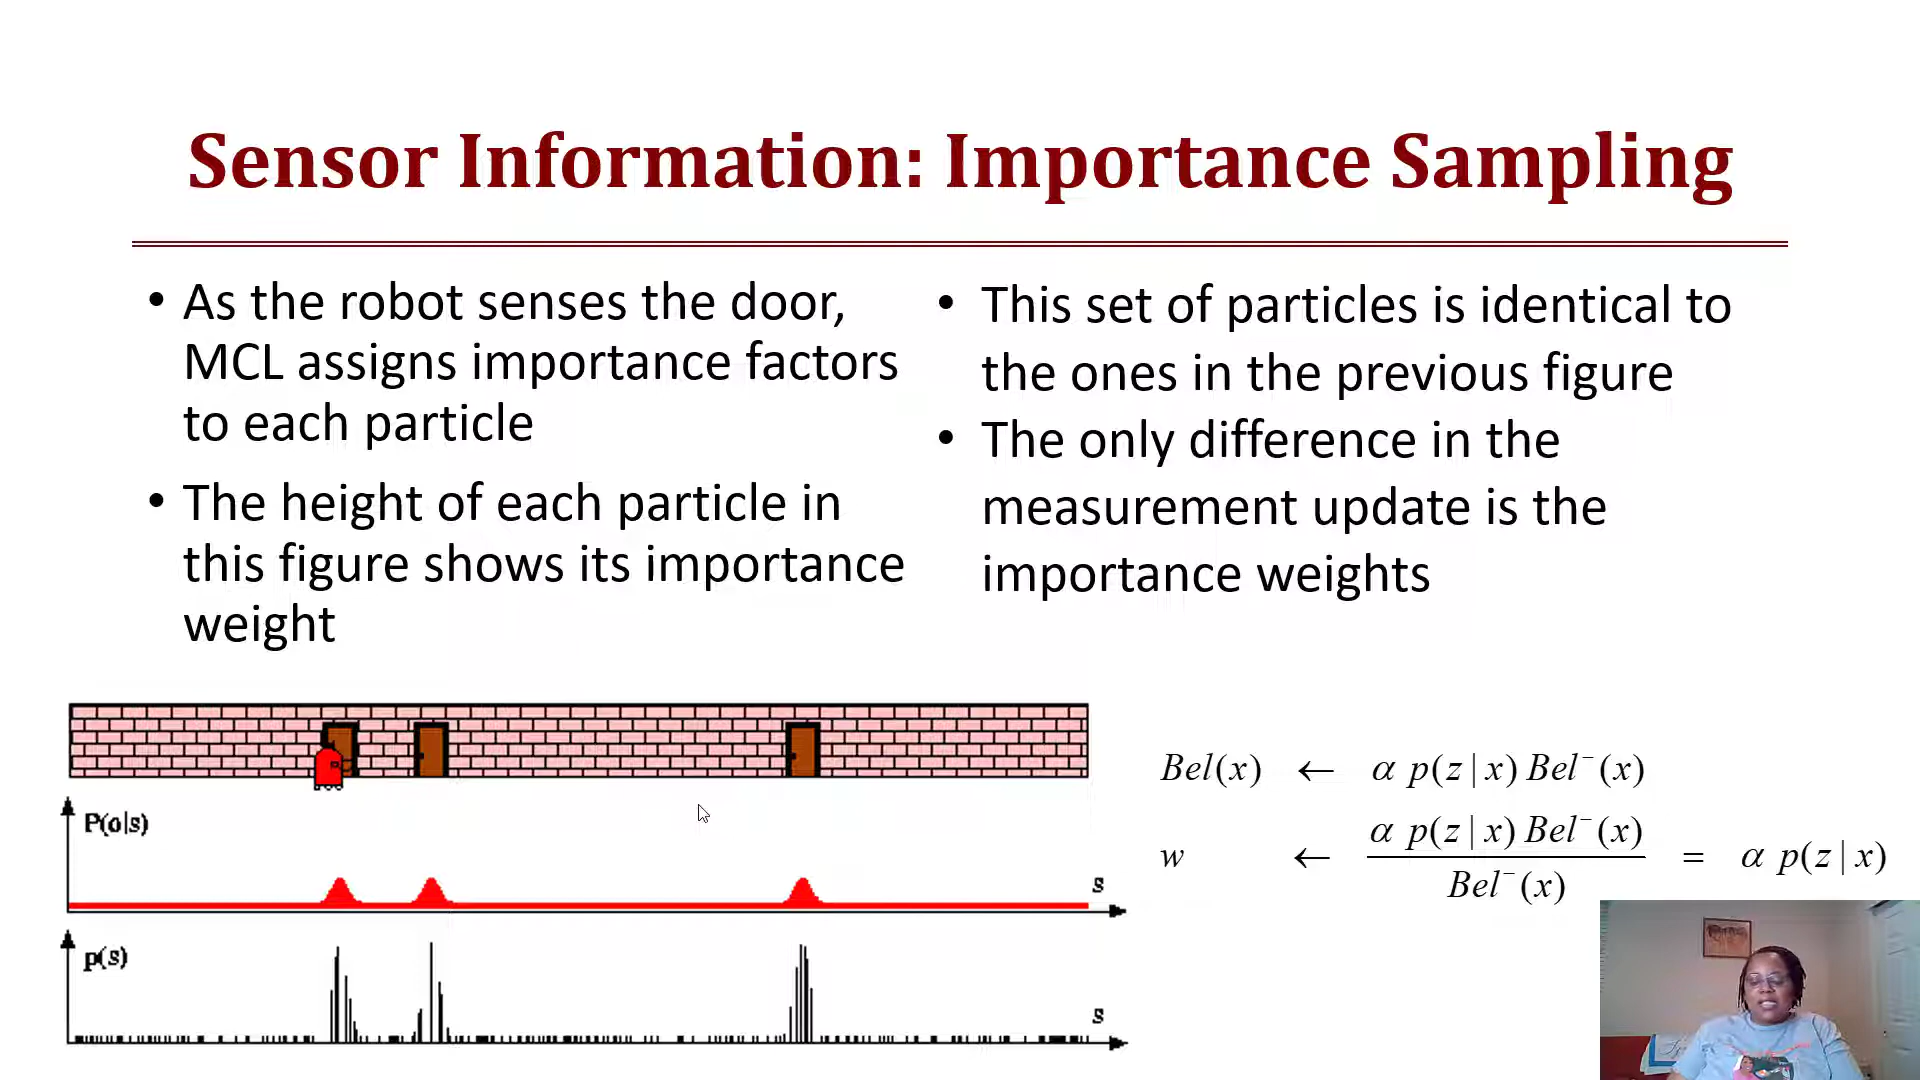 Sensor Information: Importance Sampling
• As the robot senses the door,
MCL assigns importance factors
to each particle
• The height of each particle in
this figure shows its importance
weight
• This set of particles is identical to
the ones in the previous figure
• The only difference in the
measurement update is the
importance weights
P(o|s)
s
p(s)
s
Bel(x) ← α p(z | x) Bel⁻(x)
w ← α p(z | x) Bel⁻(x) / Bel⁻(x) = α p(z | x)